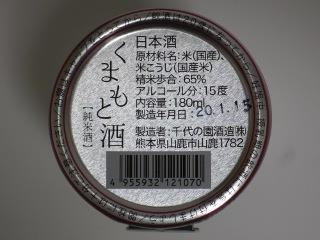 くまもと酒
【純米酒】
日本酒
原材料名:米(国産)、
米こうじ(国産米)
精米歩合:65%
アルコール分:15度
内容量:180ml
製造年月日:20.1.15
製造者:千代の園酒造㈱
熊本県山鹿市山鹿1782
4 955932 121070